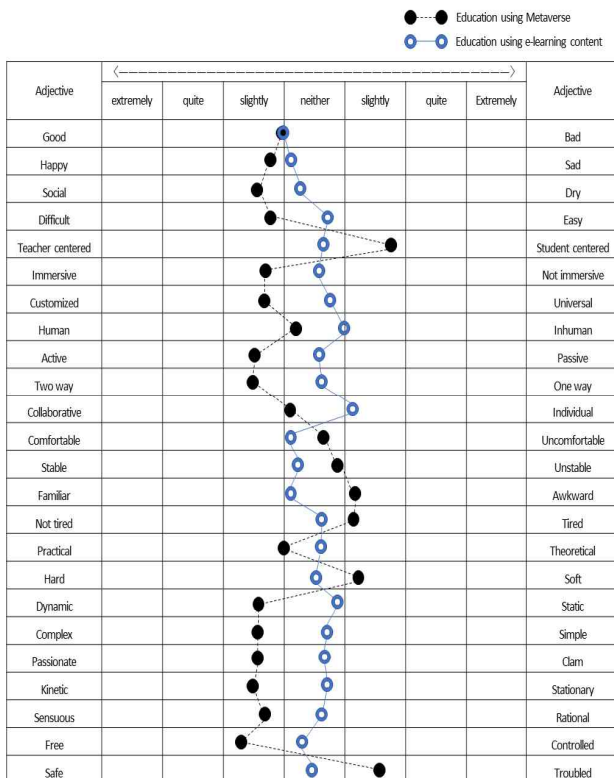 Education using Metaverse
Education using e-learning content
Adjective Adjective
extremely quite slightly neither slightly quite Extremely
Good Bad
Happy Sad
Social Dry
Difficult Easy
Teacher centered Student centered
Immersive Not immersive
Customized Universal
Human Inhuman
Active Passive
Two way One way
Collaborative Individual
Comfortable Uncomfortable
Stable Unstable
Familiar Awkward
Not tired Tired
Practical Theoretical
Hard Soft
Dynamic Static
Complex Simple
Passionate Clam
Kinetic Stationary
Sensuous Rational
Free Controlled
Safe Troubled